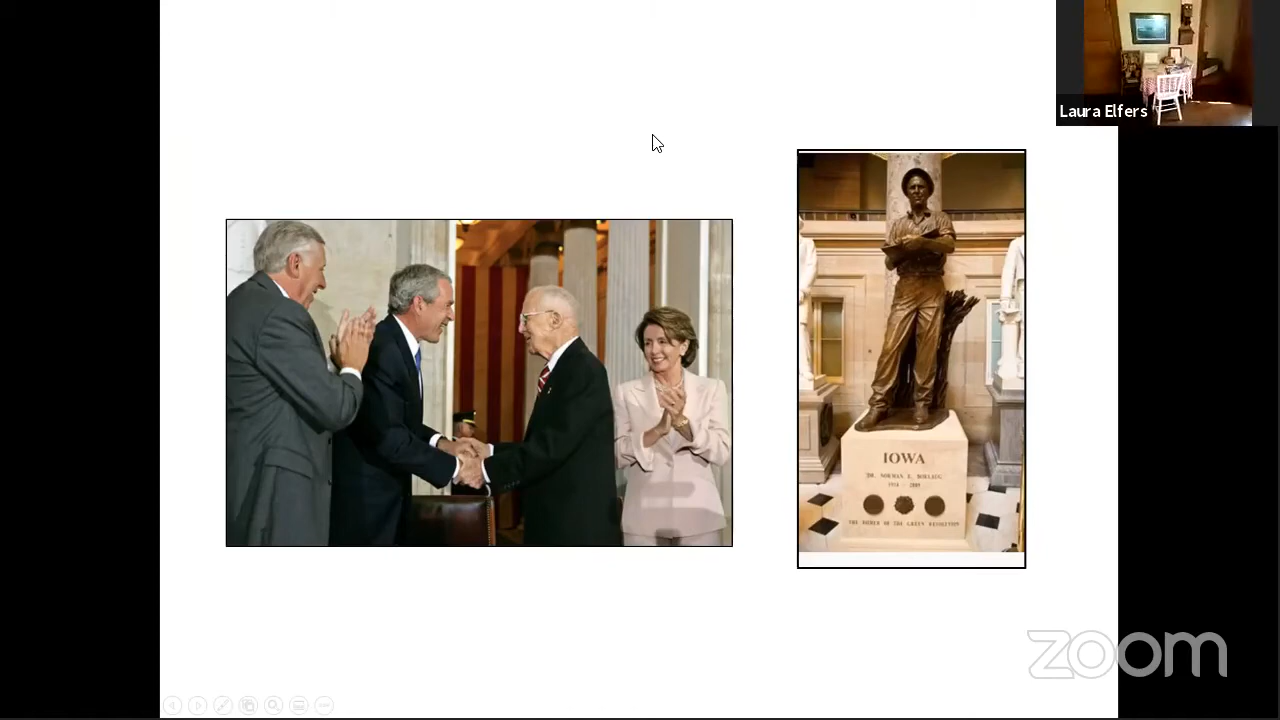 Laura Elfers
IOWA
DR. NORMAN E. BORLAUG
1914 - 2009
THE FATHER OF THE GREEN REVOLUTION
zoom